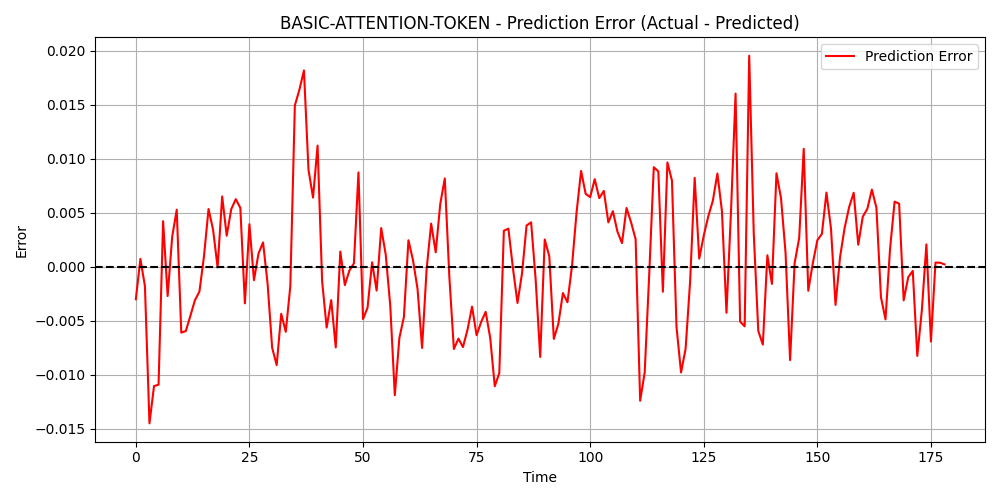 BASIC-ATTENTION-TOKEN - Prediction Error (Actual - Predicted)
Prediction Error
0.020
0.015
0.010
0.005
0.000
−0.005
−0.010
−0.015
Error
0 25 50 75 100 125 150 175
Time